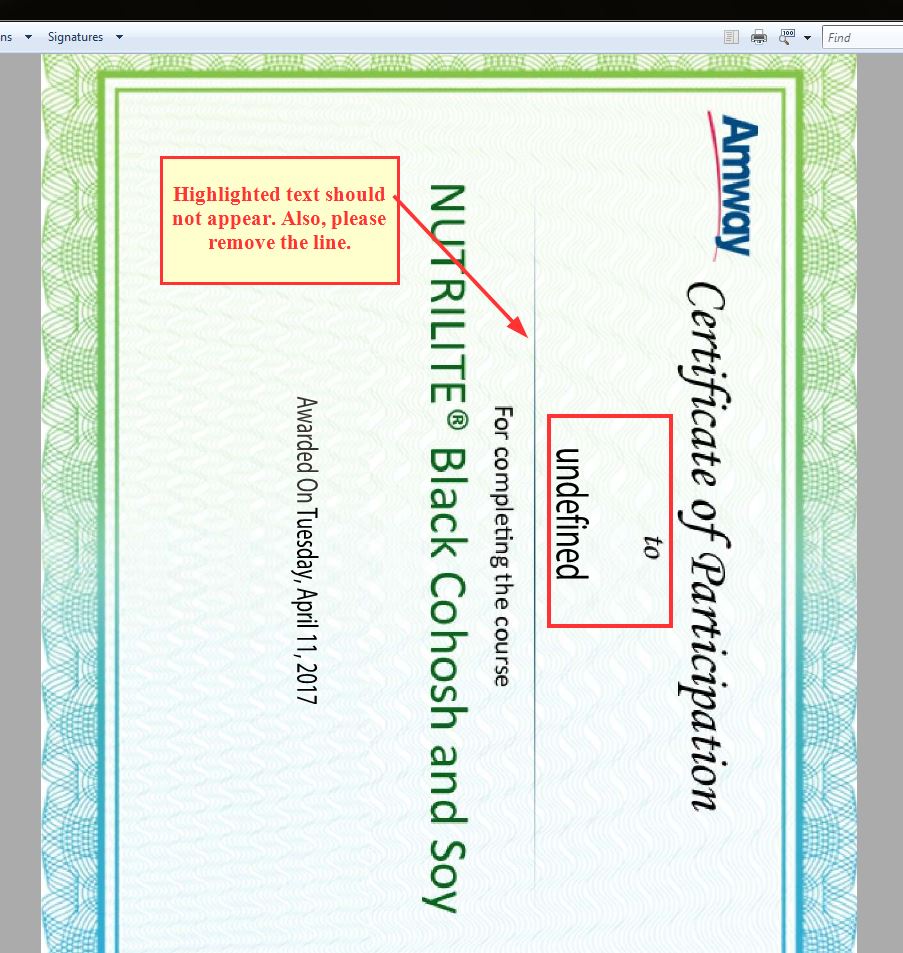 ns
Signatures
Find
Highlighted text should
not appear. Also, please
remove the line.
Amway
Certificate of Participation
to
undefined
For completing the course
NUTRILITE® Black Cohosh and Soy
Awarded On Tuesday, April 11, 2017